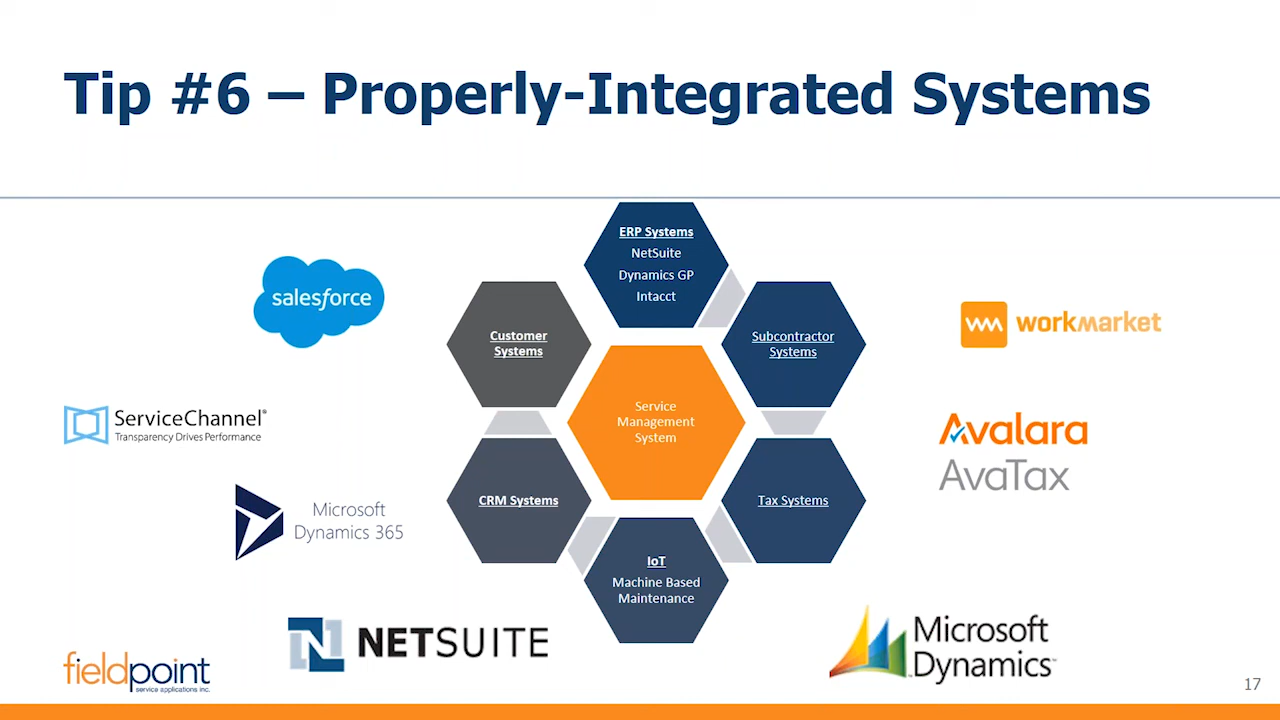 Tip #6 – Properly-Integrated Systems
ERP Systems
NetSuite
Dynamics GP
Intacct
salesforce
Customer
Systems
Subcontractor
Systems
workmarket
ServiceChannel®
Transparency Drives Performance
Service
Management
System
Avalara
AvaTax
CRM Systems
Tax Systems
Microsoft
Dynamics 365
IoT
Machine Based
Maintenance
NETSUITE
Microsoft
Dynamics™
fieldpoint
service applications inc.
17